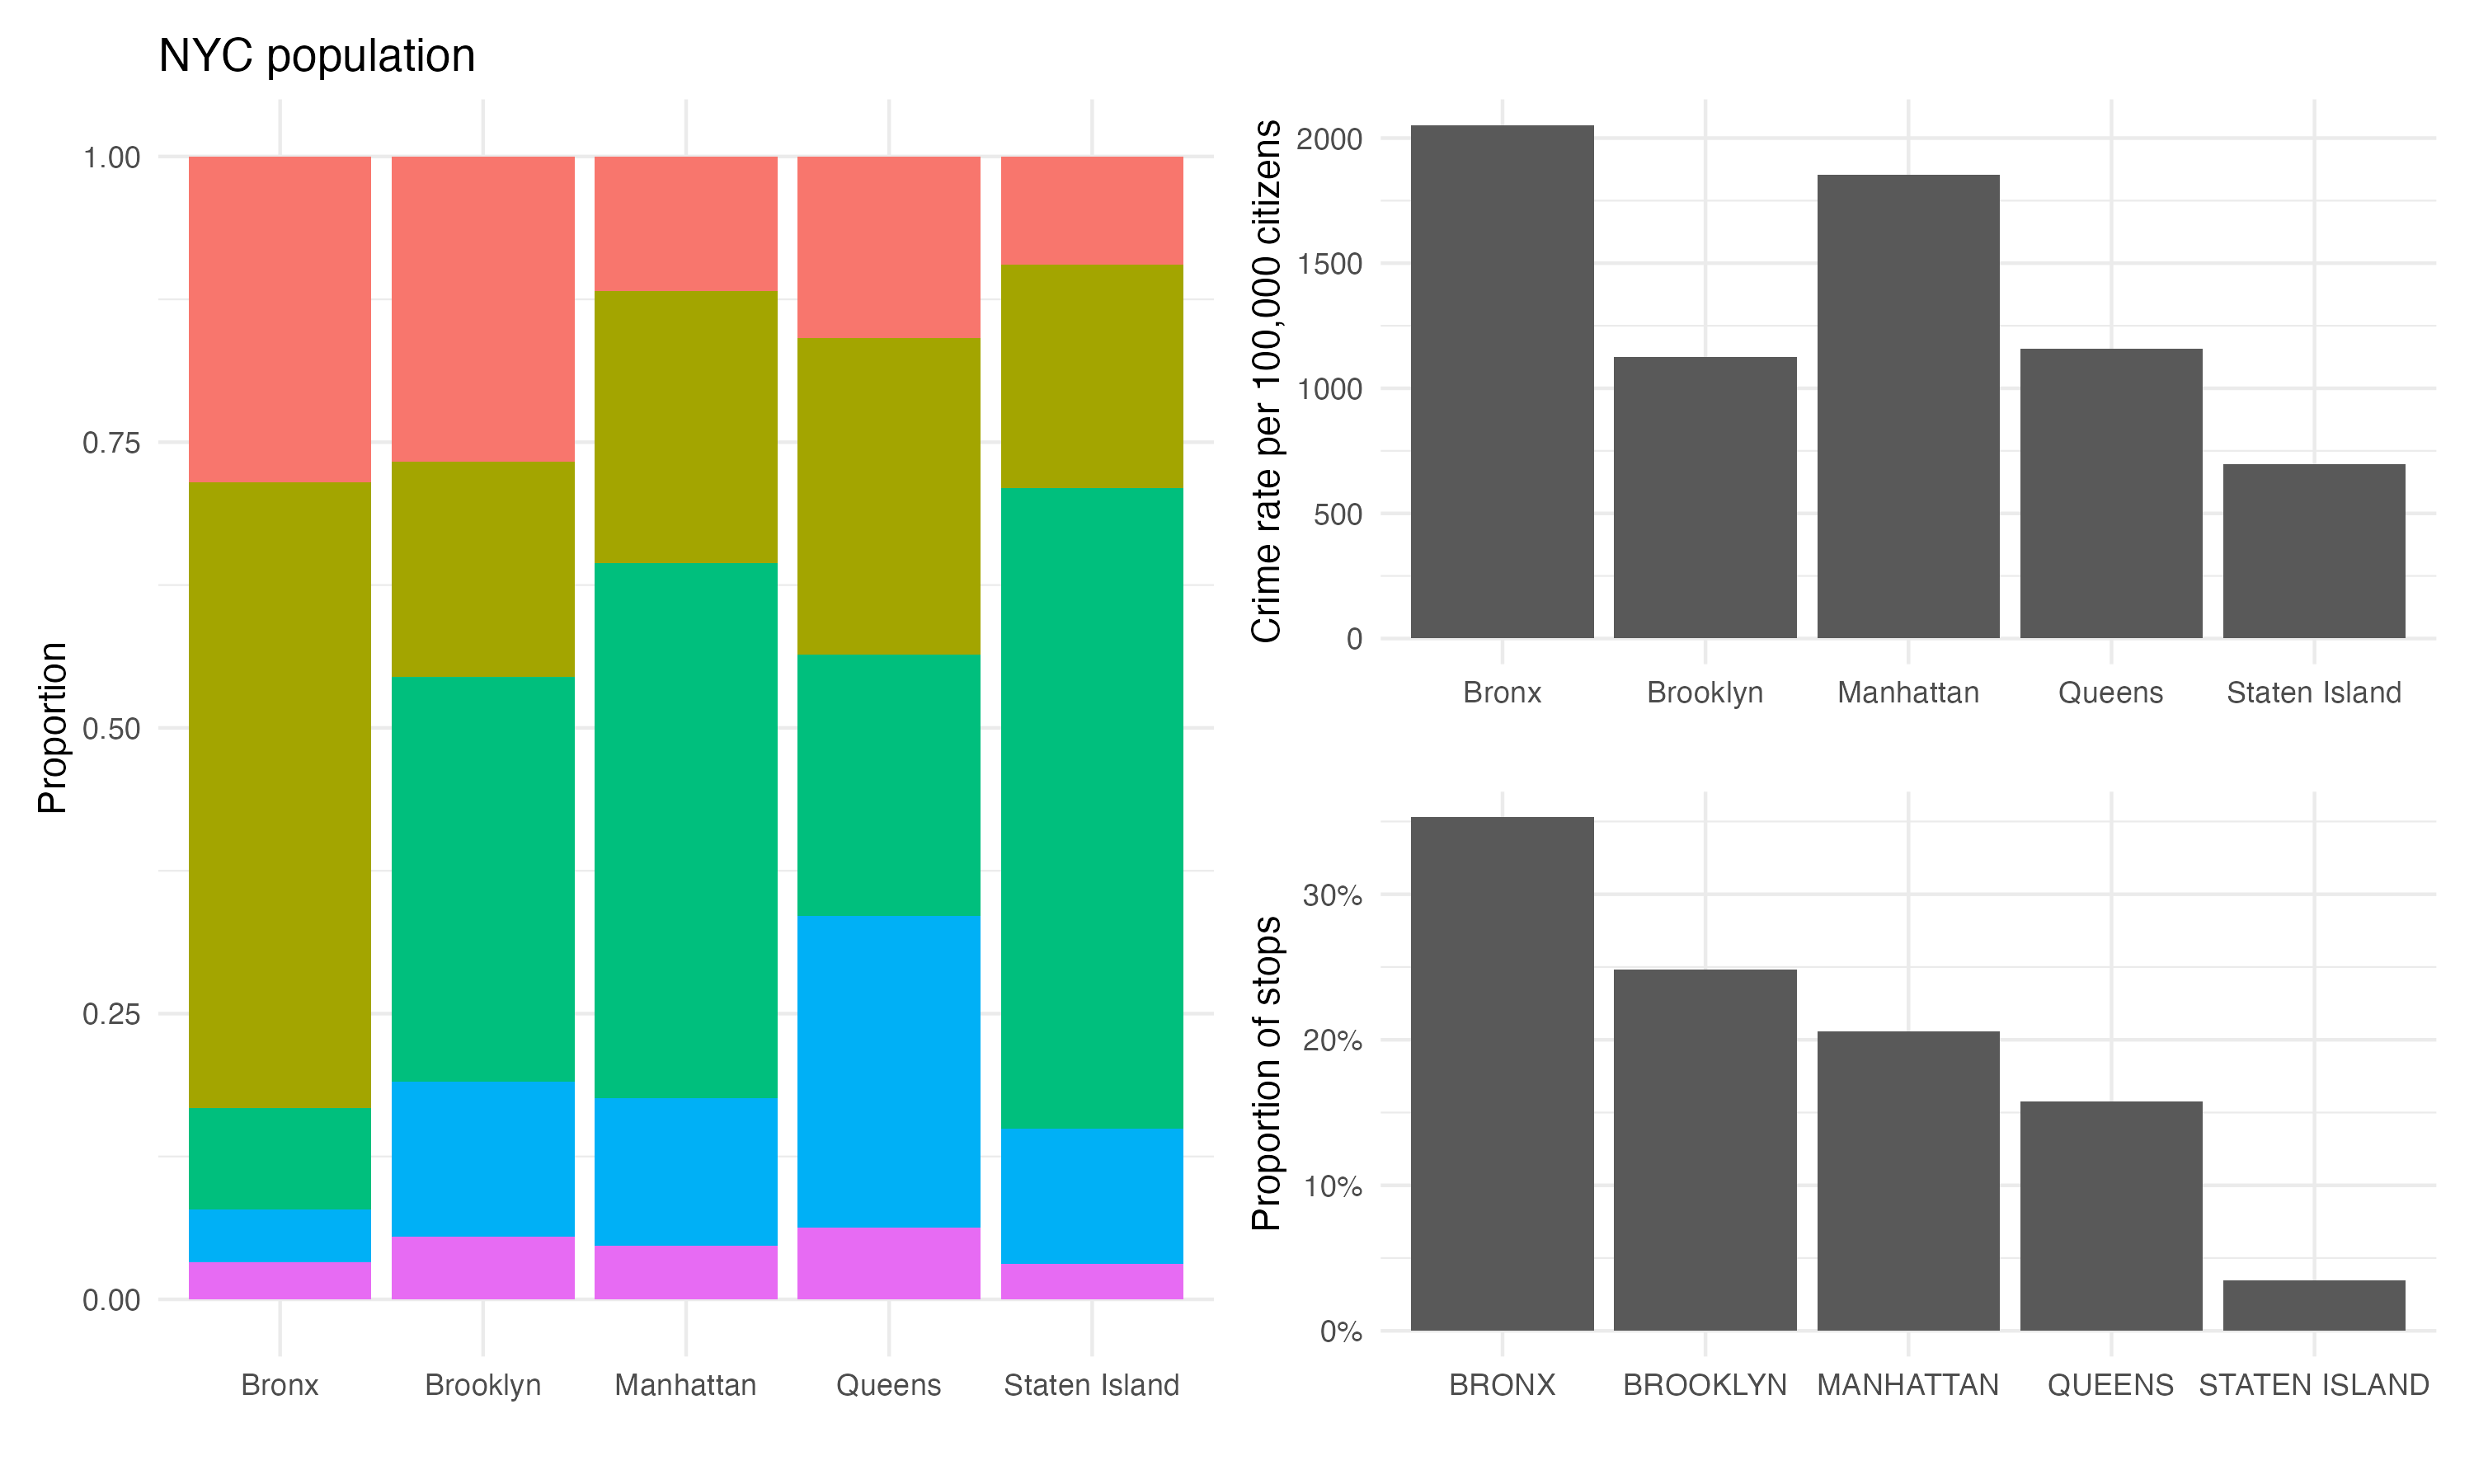 NYC population
Proportion
1.00
0.75
0.50
0.25
0.00
Bronx Brooklyn Manhattan Queens Staten Island
Crime rate per 100,000 citizens
2000
1500
1000
500
0
Bronx Brooklyn Manhattan Queens Staten Island
Proportion of stops
30%
20%
10%
0%
BRONX BROOKLYN MANHATTAN QUEENS STATEN ISLAND